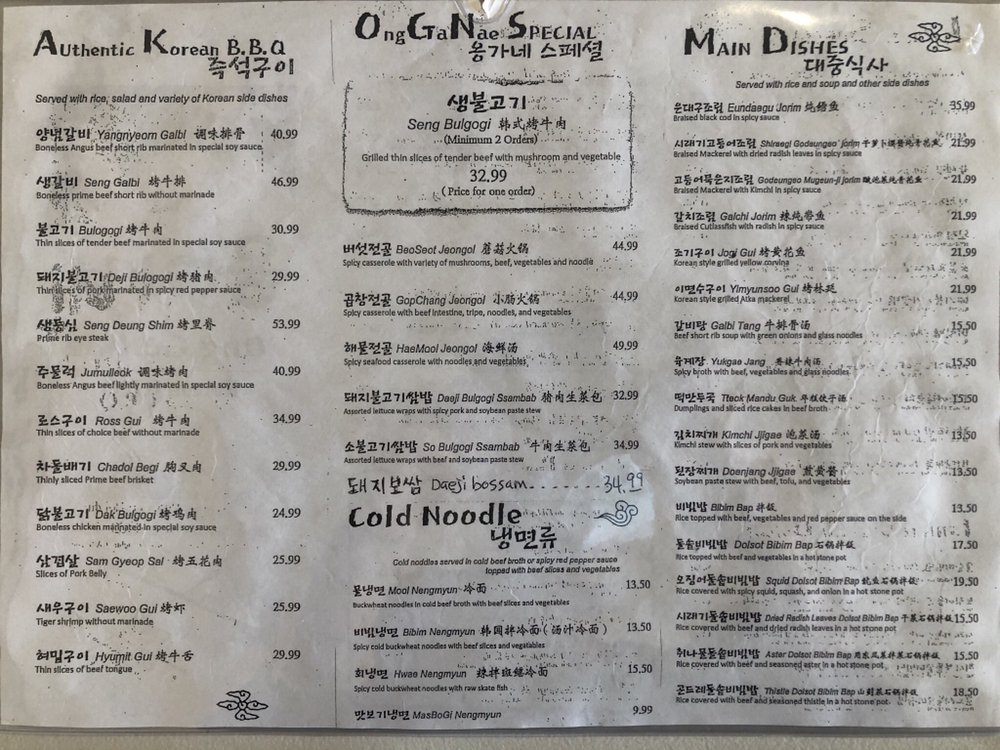 Authentic Korean B.B.Q
즉석구이
Served with rice, salad and variety of Korean side dishes
양념갈비 Yangnyeom Galbi 调味排骨 40.99
Boneless Angus beef short rib marinated in special soy sauce
생갈비 Seng Galbi 烤牛排 46.99
Boneless prime beef short rib without marinade
불고기 Bulogogi 烤牛肉 30.99
Thin slices of tender beef marinated in special soy sauce
돼지불고기 Deji Bulogogi 烤猪肉 29.99
Thin slices of pork marinated in spicy red pepper sauce
생등심 Seng Deung Shim 烤里脊 53.99
Prime rib eye steak
주물럭 Jumulleok 调味烤肉 40.99
Boneless Angus beef lightly marinated in special soy sauce
로스구이 Ross Gui 烤牛肉 34.99
Thin slices of choice beef without marinade
차돌배기 Chadol Begi 胸叉肉 29.99
Thinly sliced Prime beef brisket
닭불고기 Dak Bulgogi 烤鸡肉 24.99
Boneless chicken marinated in special soy sauce
삼겹살 Sam Gyeop Sal 烤五花肉 25.99
Slices of Pork Belly
새우구이 Saewoo Gui 烤虾 25.99
Tiger shrimp without marinade
혀밑구이 Hyumit Gui 烤牛舌 29.99
Thin slices of beef tongue
OngGaNae Special
옹가네 스페셜
생불고기
Seng Bulgogi 韩式烤牛肉
(Minimum 2 Orders)
Grilled thin slices of tender beef with mushroom and vegetable
32.99
( Price for one order)
버섯전골 BeoSeot Jeongol 蘑菇火锅 44.99
Spicy casserole with variety of mushrooms, beef, vegetables and noodle
곱창전골 GopChang Jeongol 小肠火锅 44.99
Spicy casserole with beef intestine, tripe, noodles, and vegetables
해물전골 HaeMool Jeongol 海鲜汤 49.99
Spicy seafood casserole with noodles and vegetables
돼지불고기쌈밥 Daeji Bulgogi Ssambab 猪肉生菜包 32.99
Assorted lettuce wraps with spicy pork and soybean paste stew
소불고기쌈밥 So Bulgogi Ssambab 牛肉生菜包 34.99
Assorted lettuce wraps with beef and soybean paste stew
돼지보쌈 Daeji bossam....... 34.99
Cold Noodle
냉면류
Cold noddles served in cold beef broth or spicy red pepper sauce
topped with beef slices and vegetables
물냉면 Mool Nengmyun 冷面 13.50
Buckwheat noodles in cold beef broth with beef slices and vegetables
비빔냉면 Bibim Nengmyun 韩国拌冷面(汤汁冷面) 13.50
Spicy cold buckwheat noodles with beef slices and vegetables
회냉면 Hwae Nengmyun 辣拌斑鳐冷面 15.50
Spicy cold buckwheat noodles with raw skate fish
맛보기냉면 MasBoGi Nengmyun 9.99
Main Dishes
대중식사
Served with rice and soup and other side dishes
은대구조림 Eundaegu Jorim 炖鳕鱼 35.99
Braised black cod in spicy sauce
시래기고등어조림 Shiraegi Godeungeo jorim 干萝卜缨整炖青花鱼 21.99
Braised Mackerel with dried radish leaves in spicy sauce
고등어묵은지조림 Godeungeo Mugeun-ji jorim 酸泡菜炖青花鱼 21.99
Braised Mackerel with Kimchi in spicy sauce
갈치조림 Galchi Jorim 辣炖带鱼 21.99
Braised Cutlassfish with radish in spicy sauce
조기구이 Jogi Gui 烤黄花鱼 21.99
Korean style grilled yellow corving
이면수구이 Yimyunsoo Gui 烤林延 21.99
Korean style grilled Atka mackerel
갈비탕 Galbi Tang 牛排骨汤 15.50
Beef short rib soup with green onions and glass noodles
육계장 Yukgae Jang 香辣牛肉汤 15.50
Spicy broth with beef, vegetables and glass noodles
떡만두국 Tteok Mandu Guk 年糕饺子汤 15.50
Dumplings and sliced rice cakes in beef broth
김치찌개 Kimchi Jjigae 泡菜汤 13.50
Kimchi stew with slices of pork and vegetables
된장찌개 Doenjang Jjigae 煎黄酱 13.50
Soybean paste stew with beef, tofu, and vegetables
비빔밥 Bibim Bap 拌饭 13.50
Rice topped with beef, vegetables and red pepper sauce on the side
돌솥비빔밥 Dolsot Bibim Bap 石锅拌饭 17.50
Rice topped with beef and vegetables in a hot stone pot
오징어돌솥비빔밥 Squid Dolsot Bibim Bap 鱿鱼石锅拌饭 19.50
Rice covered with spicy squid, squash, and onion in a hot stone pot
시래기돌솥비빔밥 Dried Radish Leaves Dolsot Bibim Bap 干菜石锅拌饭 15.50
Rice covered with beef and dried radish leaves in a hot stone pot
취나물돌솥비빔밥 Aster Dolsot Bibim Bap 石锅拌饭 15.50
Rice covered with beef and seasoned aster in a hot stone pot
곤드레돌솥비빔밥 Thistle Dolsot Bibim Bap 山蓟菜石锅拌饭 18.50
Rice covered with beef and seasoned thistle in a hot stone pot